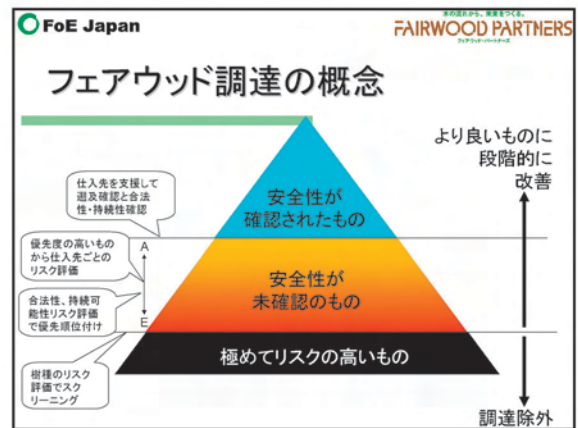 FoE Japan
木の流れから、未来をつくる。
FAIRWOOD PARTNERS
フェアウッド・パートナーズ
フェアウッド調達の概念
より良いものに
段階的に
改善
仕入先を支援して
遡及確認と合法
性・持続性確認
安全性が
確認されたもの
優先度の高いもの
から仕入先ごとの
リスク評価
A
安全性が
未確認のもの
合法性、持続可
能性リスク評価
で優先順位付け
E
極めてリスクの高いもの
樹種のリスク
評価でスク
リーニング
調達除外